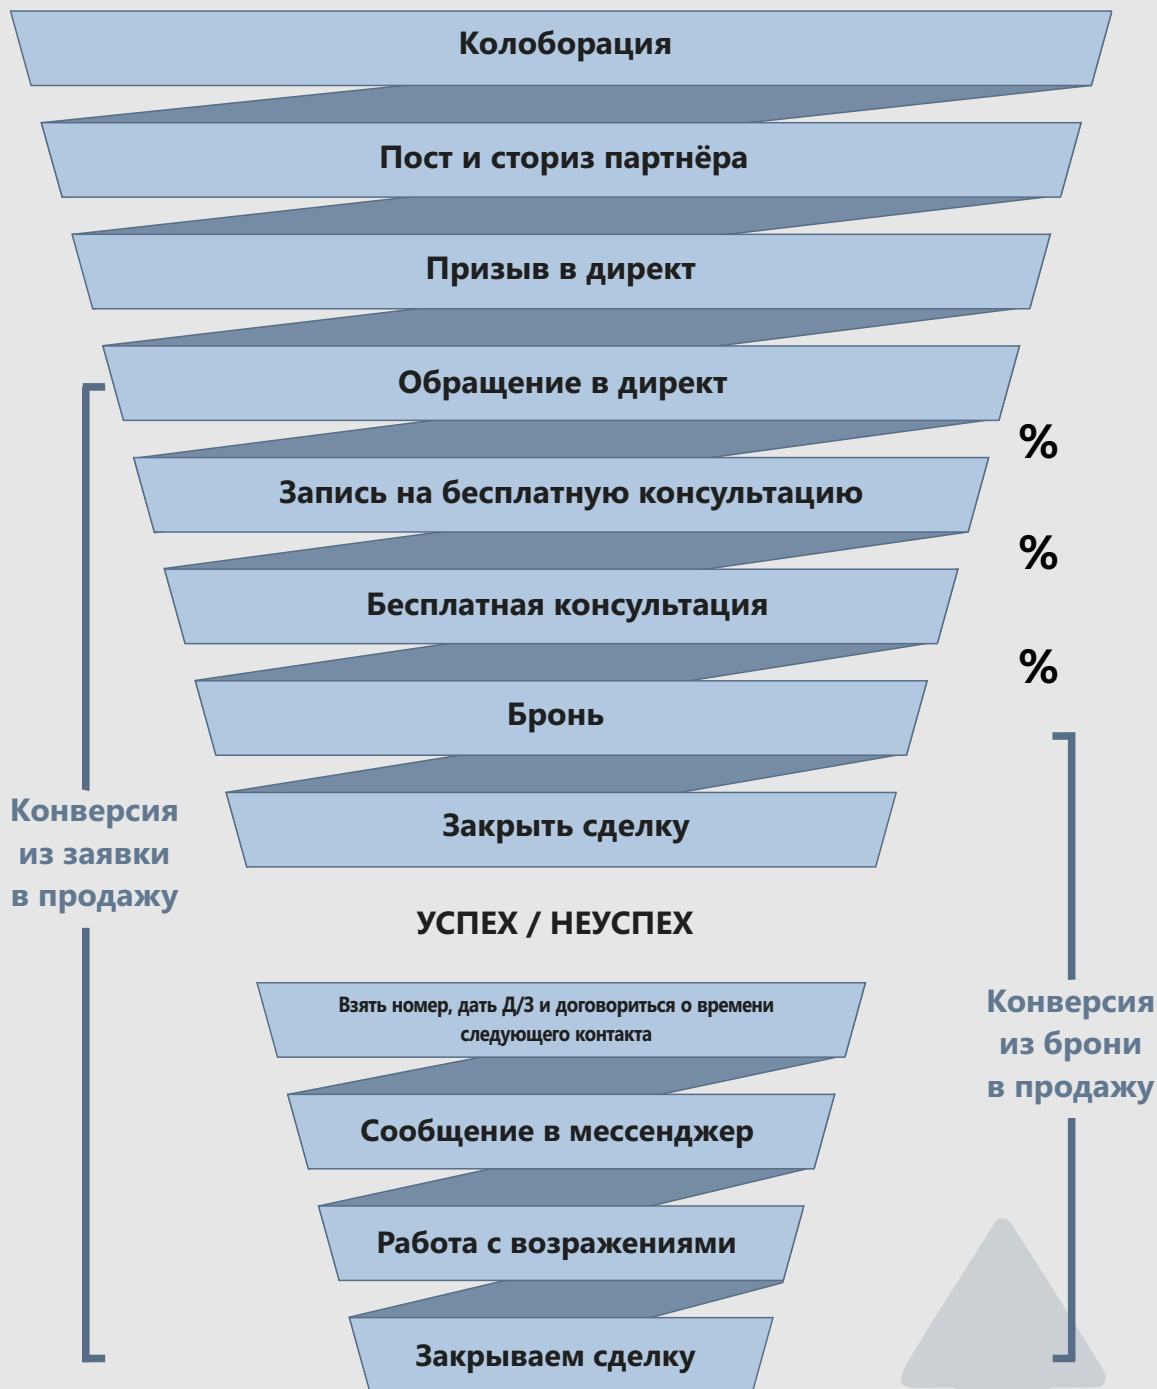 Колоборация
Пост и сториз партнёра
Призыв в директ
Обращение в директ
%
Запись на бесплатную консультацию
%
Бесплатная консультация
%
Бронь
Закрыть сделку
Конверсия
из заявки
в продажу
УСПЕХ / НЕУСПЕХ
Взять номер, дать Д/З и договориться о времени
следующего контакта
Конверсия
из брони
в продажу
Сообщение в мессенджер
Работа с возражениями
Закрываем сделку